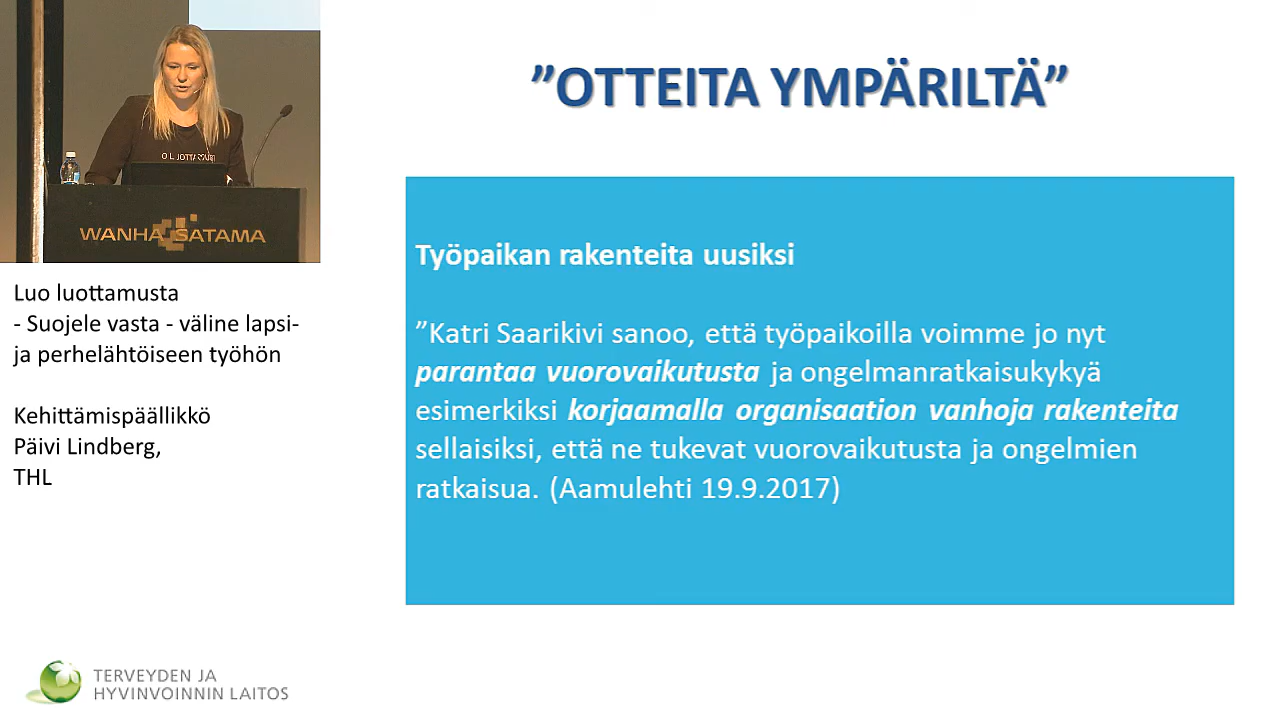 ”OTTEITA YMPÄRILTÄ”
WANHA SATAMA
Luo luottamusta
- Suojele vasta - väline lapsi-
ja perhelähtöiseen työhön
Kehittämispäällikkö
Päivi Lindberg,
THL
Työpaikan rakenteita uusiksi
”Katri Saarikivi sanoo, että työpaikoilla voimme jo nyt
parantaa vuorovaikutusta ja ongelmanratkaisukykyä
esimerkiksi korjaamalla organisaation vanhoja rakenteita
sellaisiksi, että ne tukevat vuorovaikutusta ja ongelmien
ratkaisua. (Aamulehti 19.9.2017)
TERVEYDEN JA
HYVINVOINNIN LAITOS